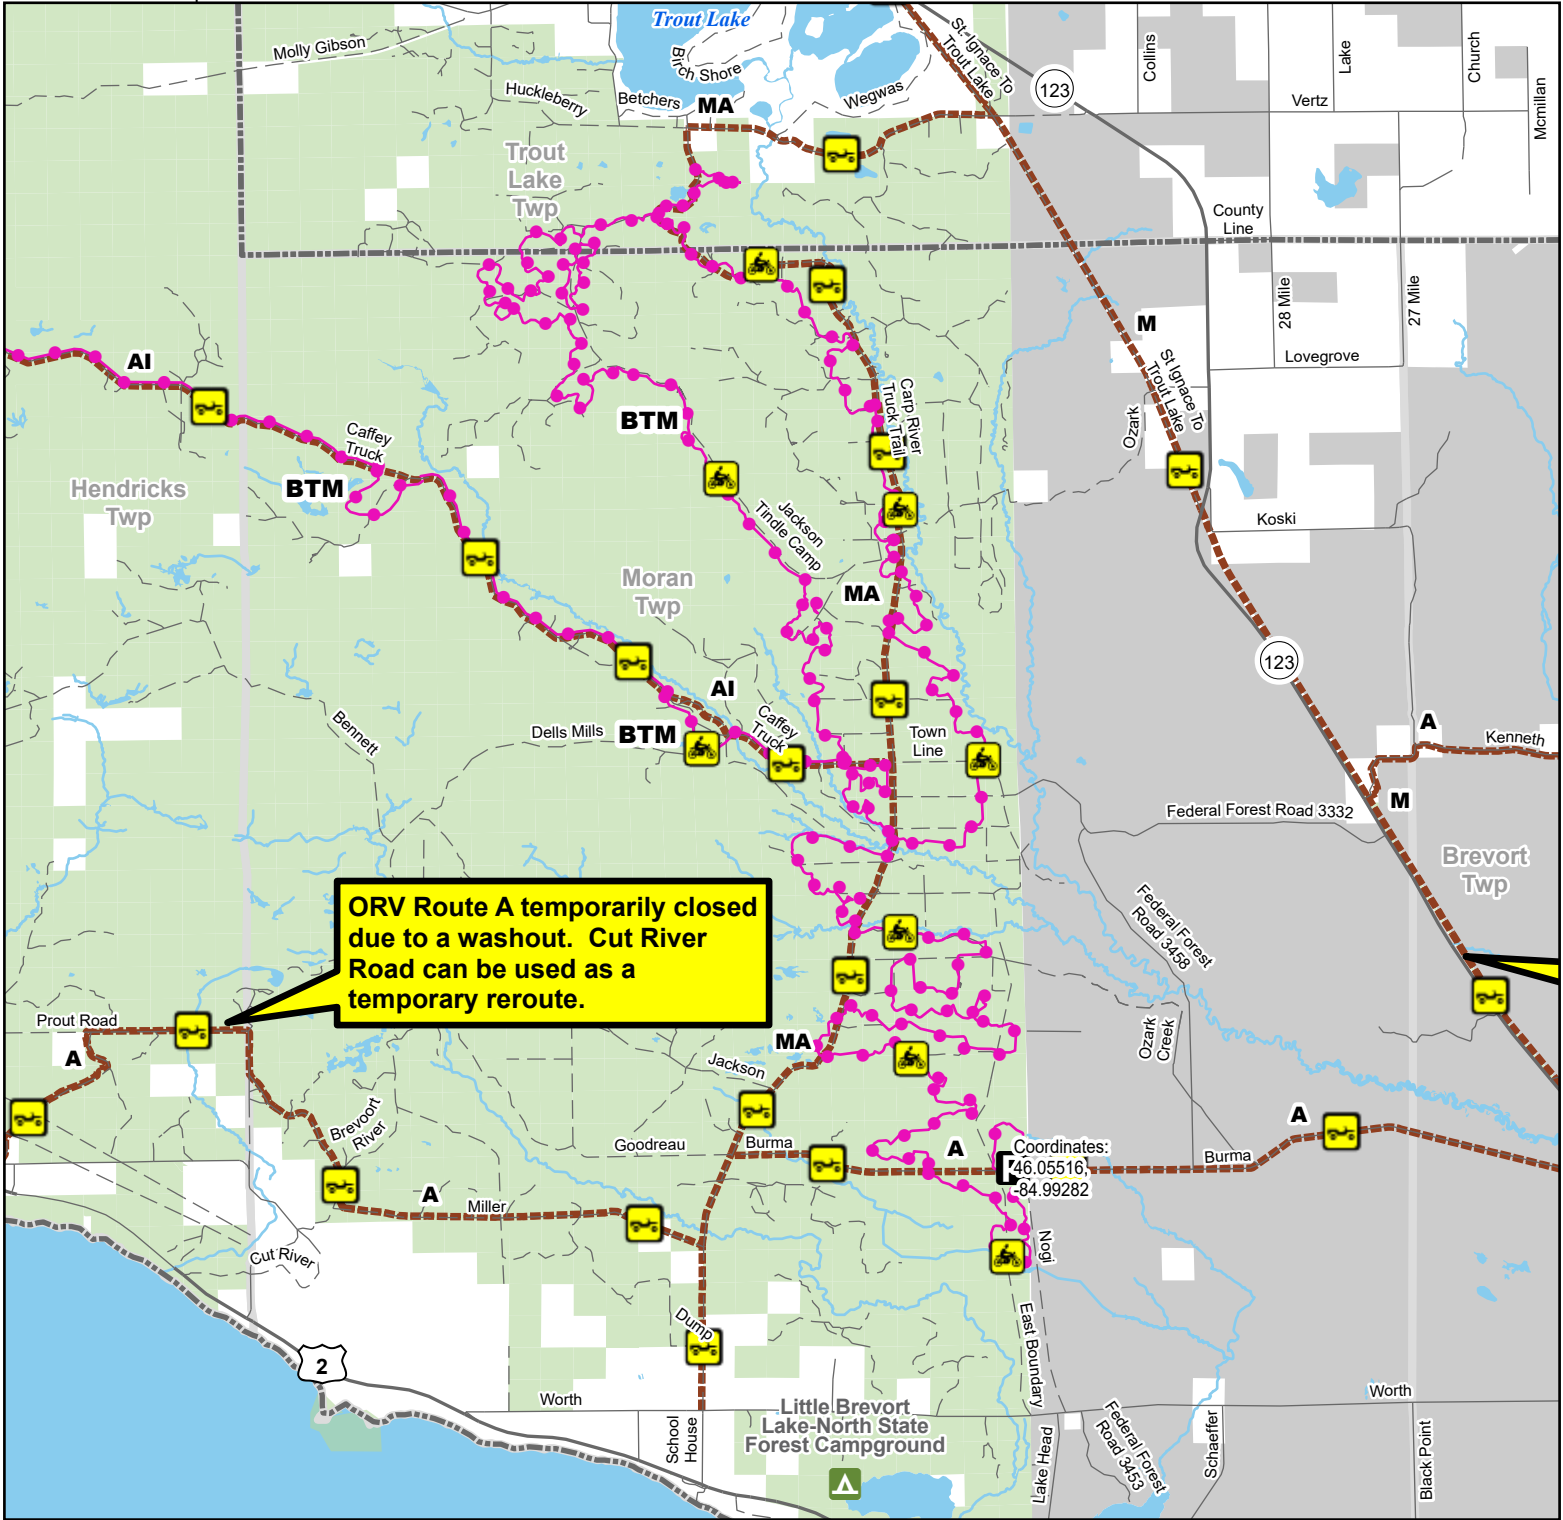 Trout Lake
Molly Gibson
Birch Shore
Huckleberry
Betchers
MA
Wegwas
St. Ignace To
Trout Lake
123
Collins
Lake
Church
Vertz
Mcmillan
Trout
Lake
Twp
County
Line
28 Mile
27 Mile
M
Lovegrove
St Ignace To
Trout Lake
Ozark
AI
Caffey
Truck
BTM
Hendricks
Twp
BTM
Carp River
Truck Trail
Jackson
Tindle Camp
Koski
Moran
Twp
MA
123
AI
Bennett
Dells Mills
BTM
Caffey
Truck
Town
Line
A
Kenneth
M
Federal Forest Road 3332
Brevort
Twp
ORV Route A temporarily closed
due to a washout. Cut River
Road can be used as a
temporary reroute.
Federal Forest
Road 3458
Prout Road
A
MA
Jackson
Ozark
Creek
Brevoort
River
Goodreau
Burma
A
Coordinates:
46.05516,
-84.99282
Burma
A
A
Miller
Cut River
Nogi
Dump
East Boundary
2
Worth
School
House
Little Brevort
Lake-North State
Forest Campground
Lake Head
Federal Forest
Road 3453
Schaeffer
Worth
Black Point